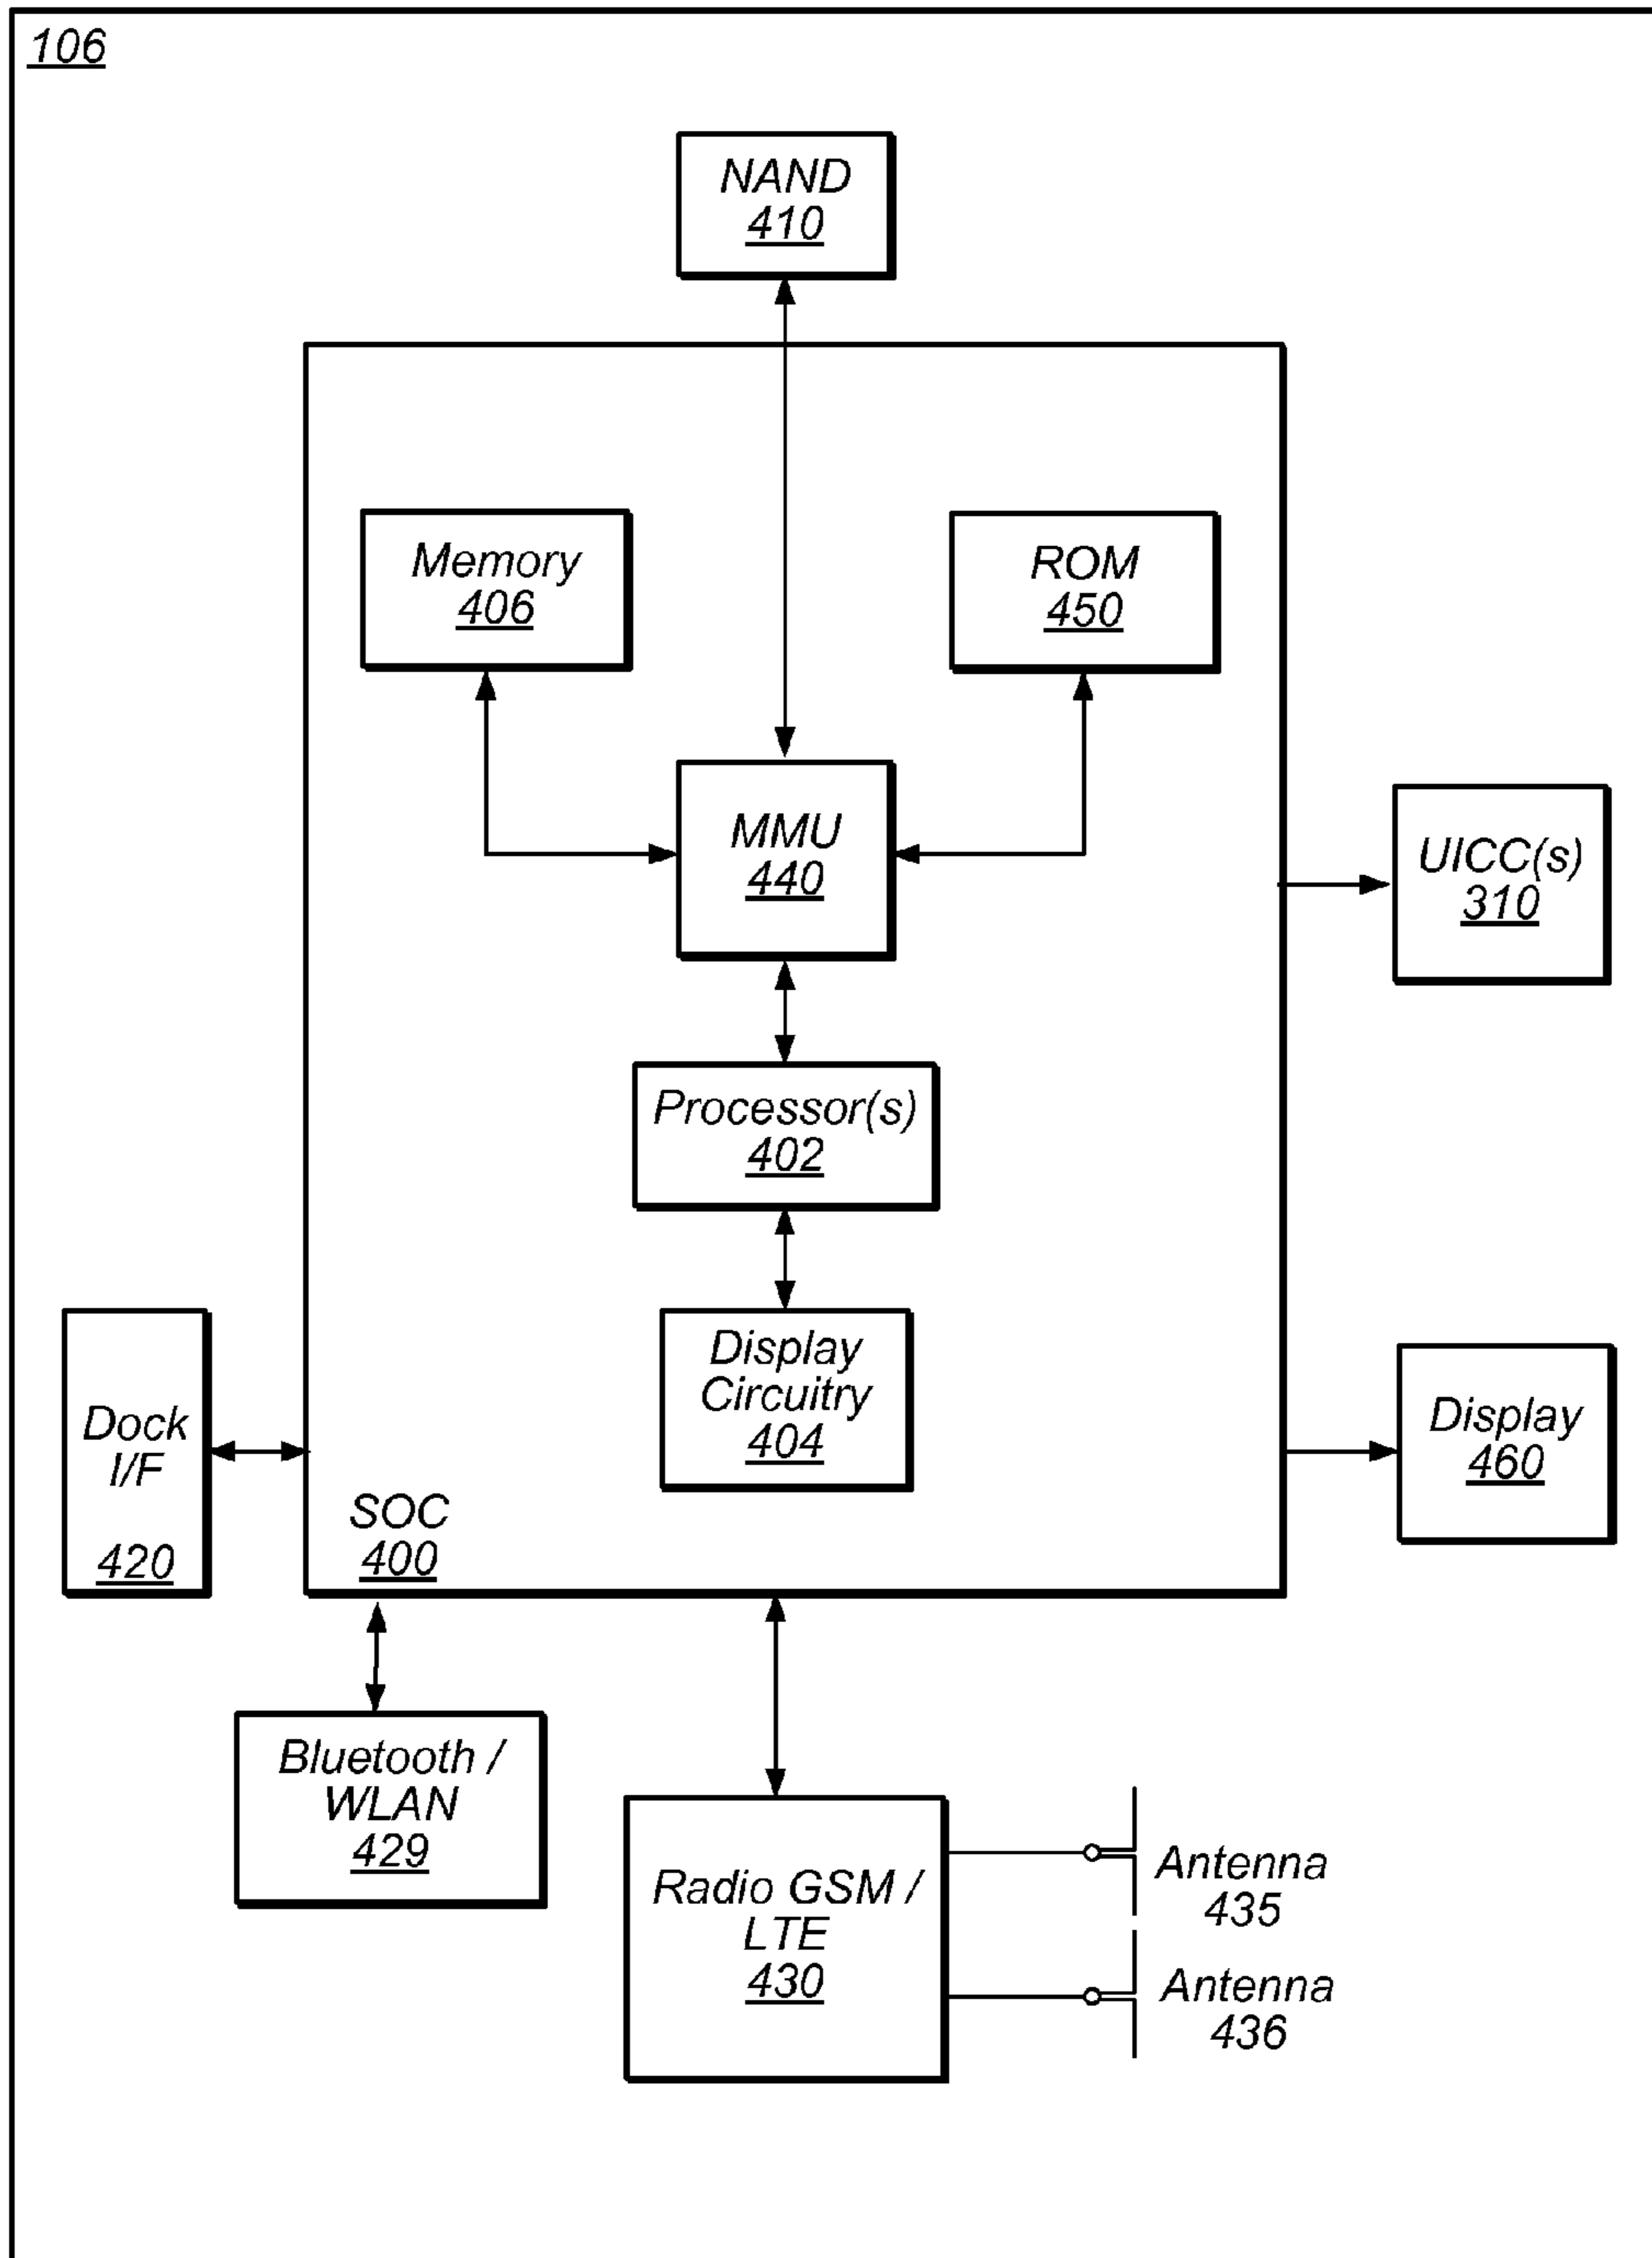 106
NAND
410
Memory
406
ROM
450
MMU
440
UICC(s)
310
Processor(s)
402
Display
Circuitry
404
Dock
I/F
420
Display
460
SOC
400
Bluetooth /
WLAN
429
Radio GSM /
LTE
430
Antenna
435
Antenna
436